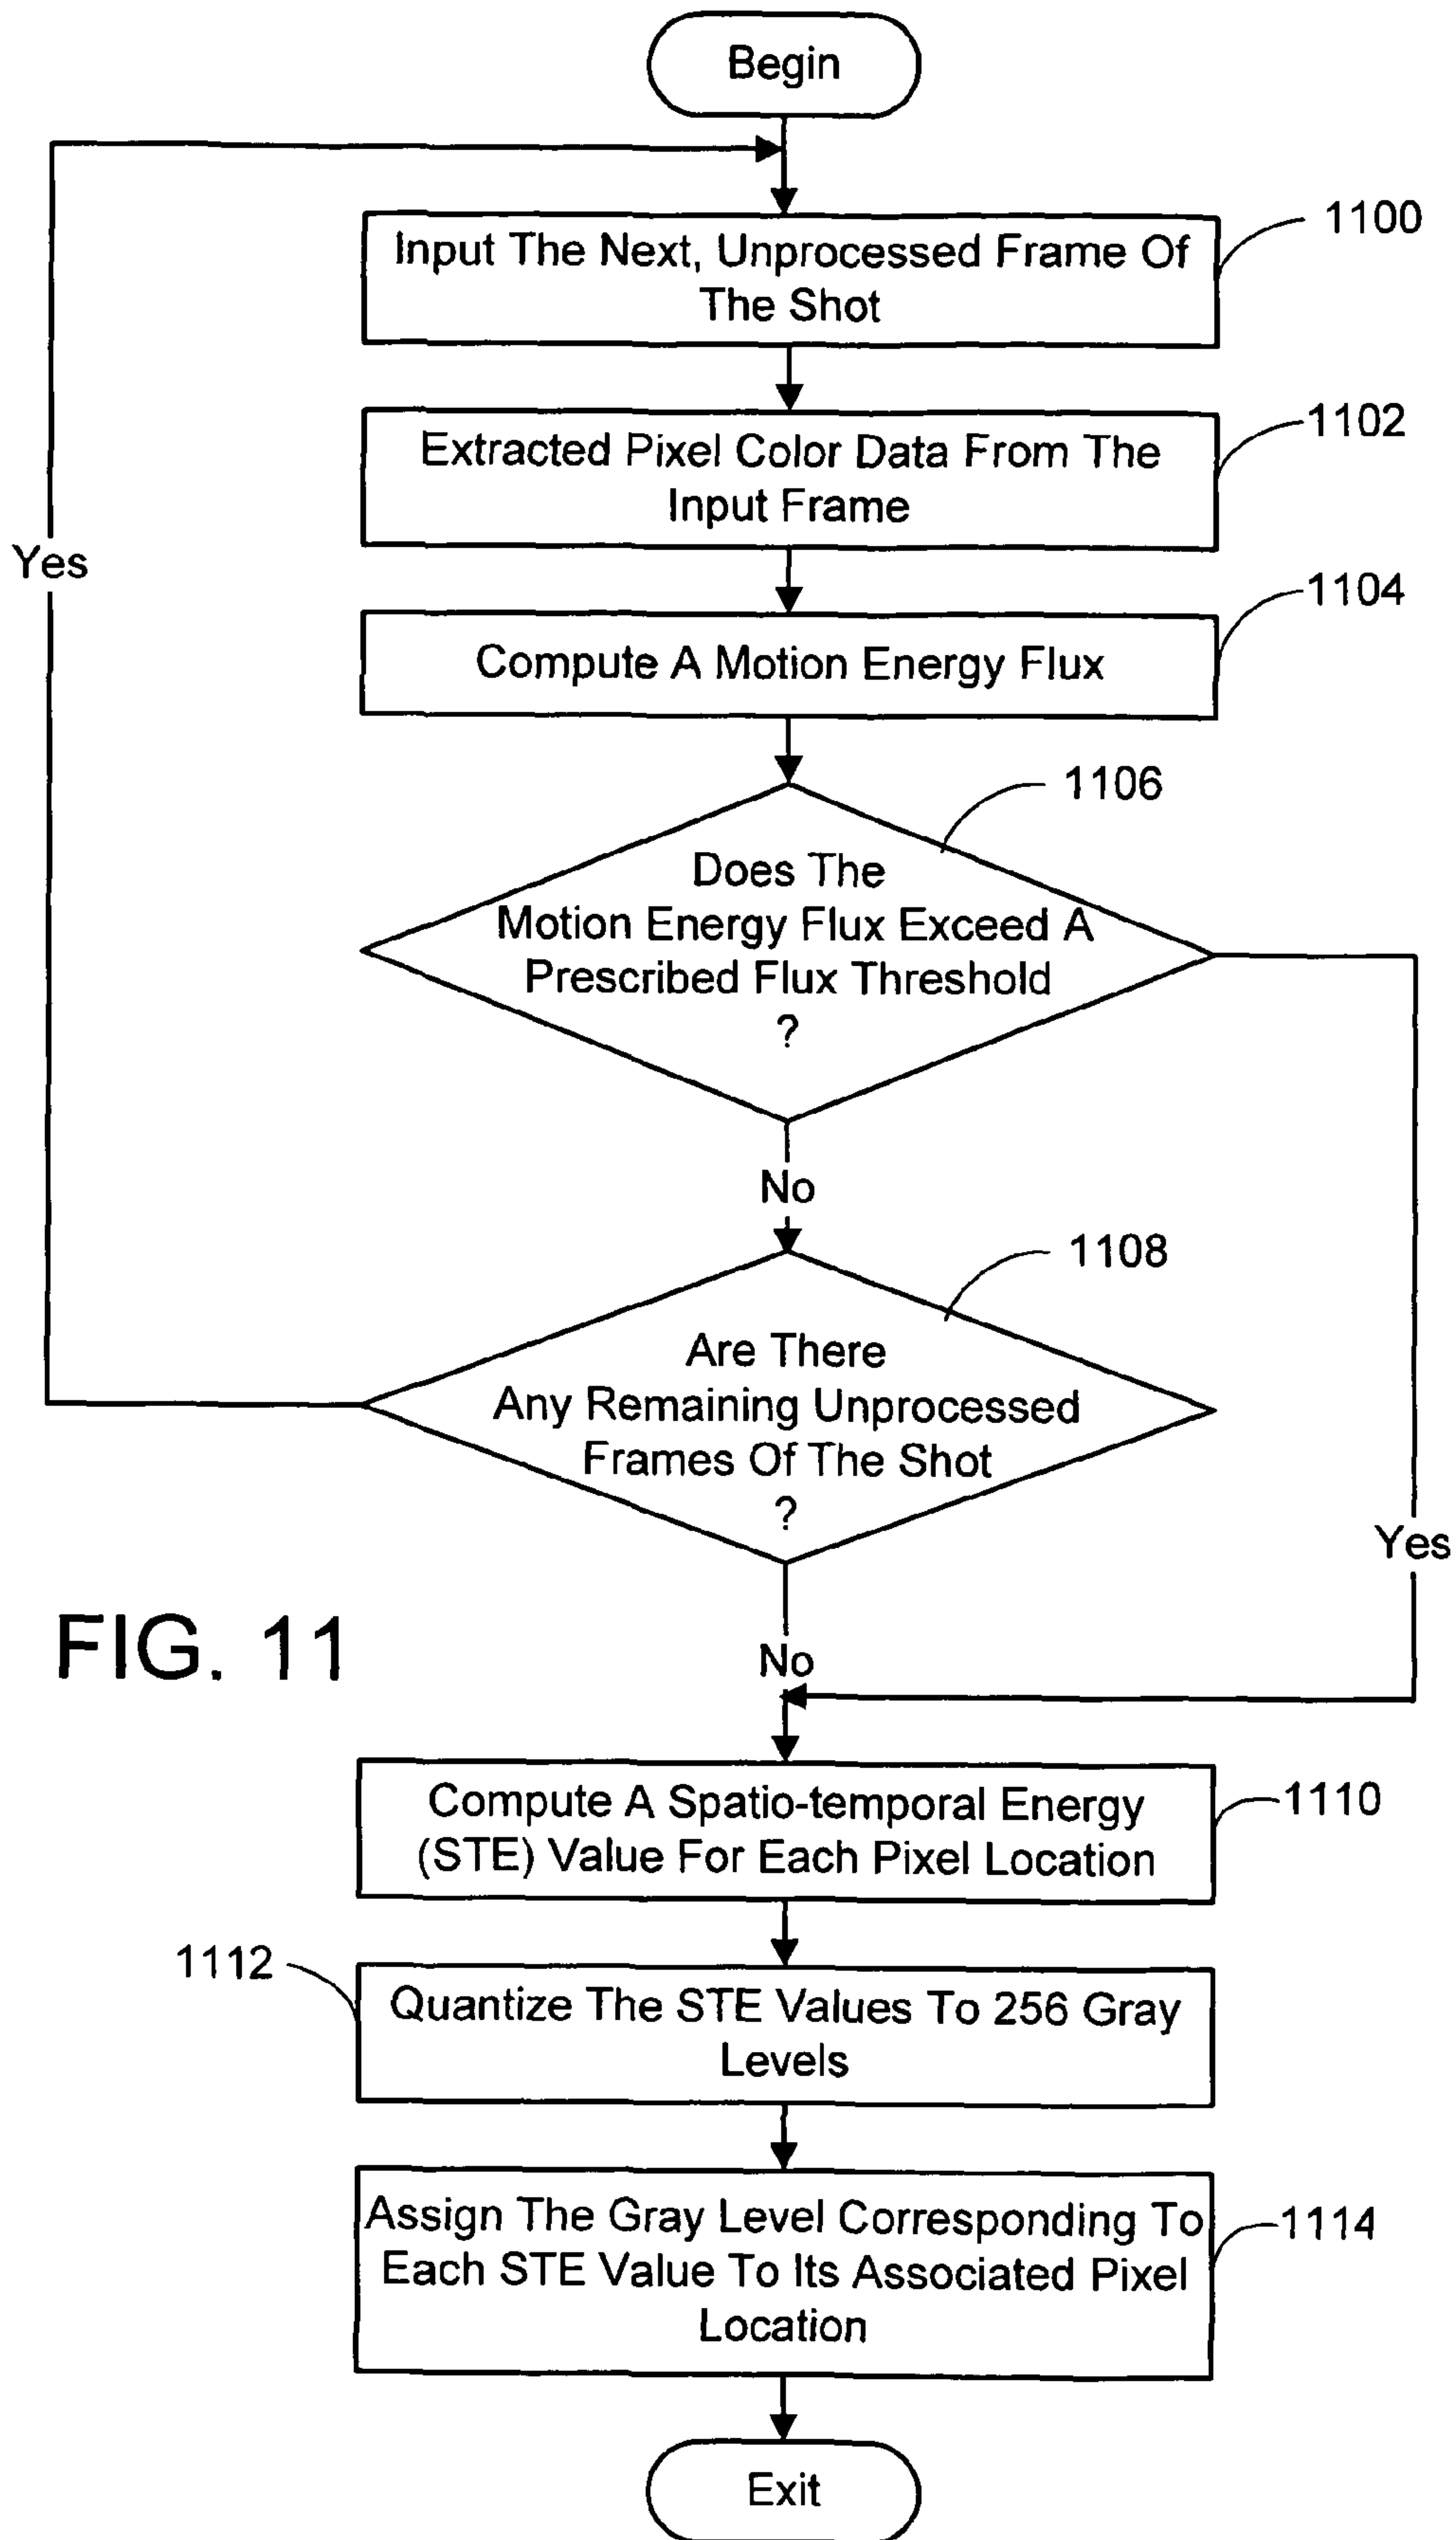 Begin
1100
Input The Next, Unprocessed Frame Of
The Shot
1102
Extracted Pixel Color Data From The
Input Frame
Yes
1104
Compute A Motion Energy Flux
1106
Does The
Motion Energy Flux Exceed A
Prescribed Flux Threshold
?
No
1108
Are There
Any Remaining Unprocessed
Frames Of The Shot
?
Yes
FIG. 11
No
Compute A Spatio-temporal Energy
(STE) Value For Each Pixel Location
1110
1112
Quantize The STE Values To 256 Gray
Levels
Assign The Gray Level Corresponding To
Each STE Value To Its Associated Pixel
Location
1114
Exit